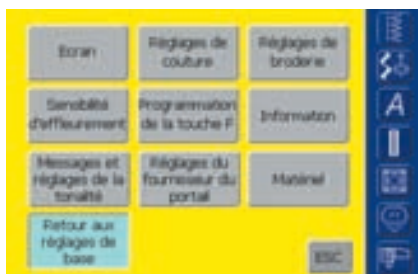 Ecran
Réglages de
couture
Réglages de
broderie
Sensibilité
d'effleurement
Programmation
de la touche F
Information
Messages et
réglages de la
tonalité
Réglages du
fournisseur du
portail
Matériel
Retour aux
réglages de
base
ESC
A